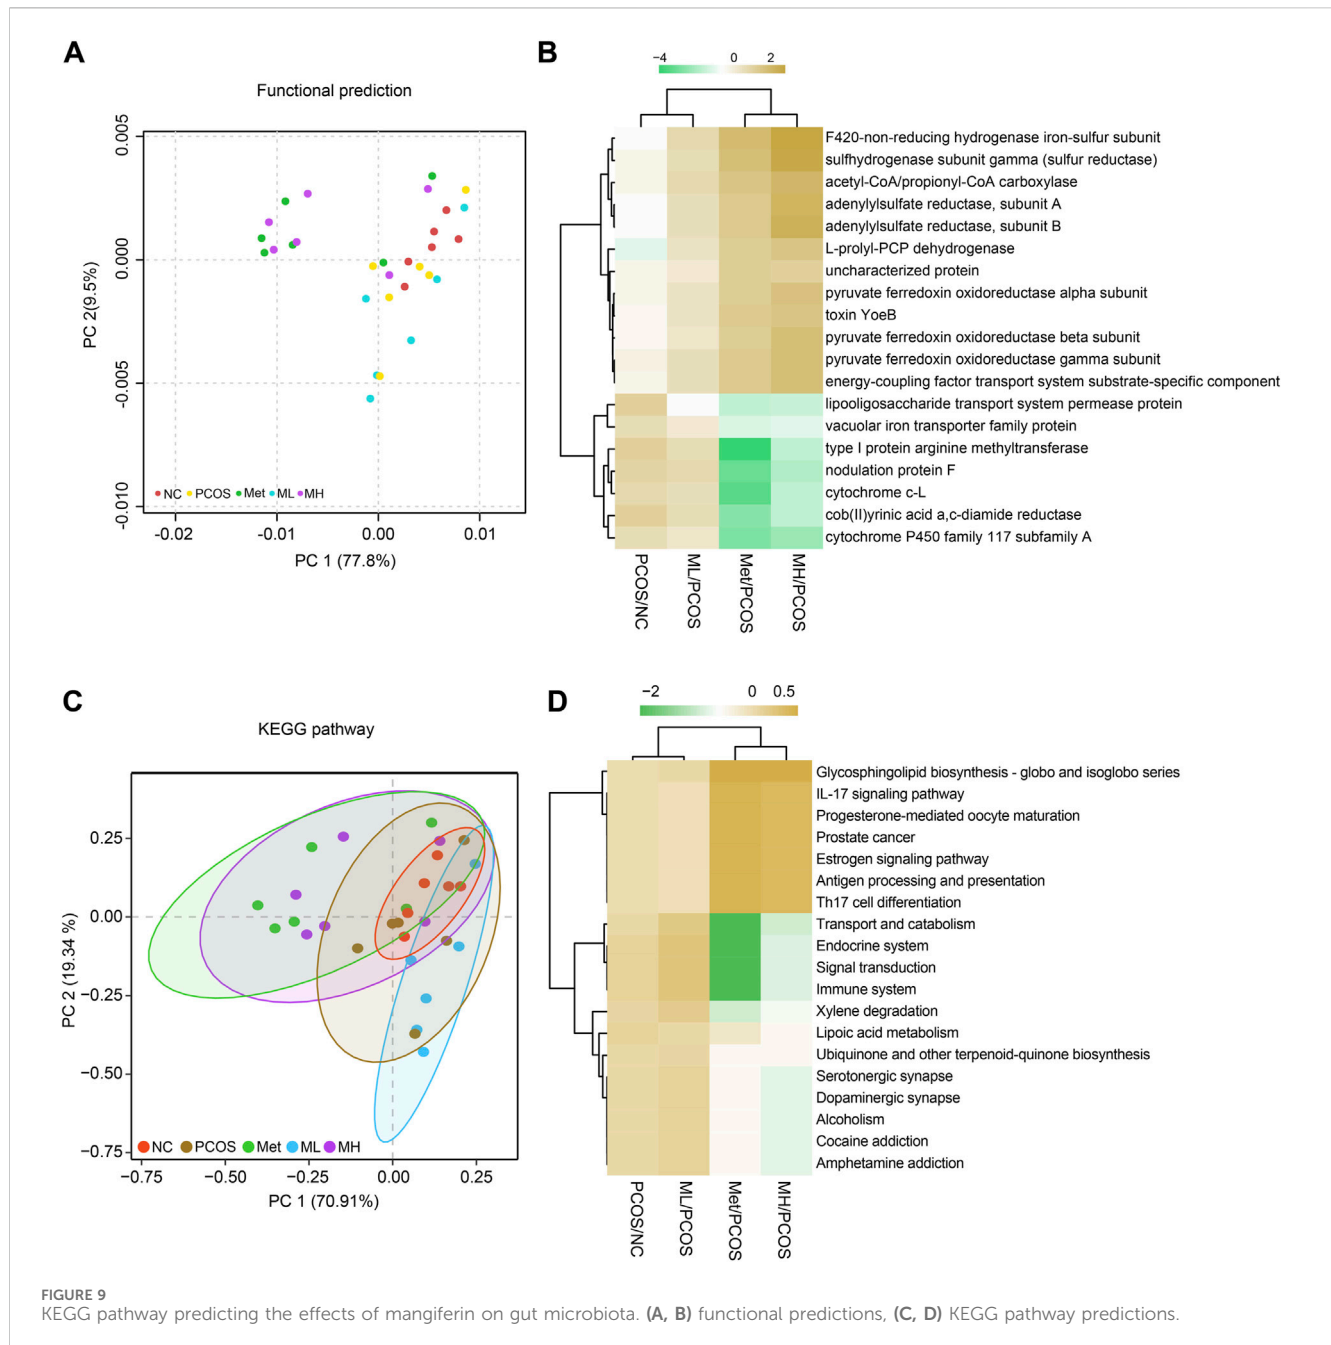 A
Functional prediction
0.005
0.000
-0.005
-0.010
PC 2(9.5%)
NC PCOS Met ML MH
-0.02 -0.01 0.00 0.01
PC 1 (77.8%)
B
−4 0 2
F420-non-reducing hydrogenase iron-sulfur subunit
sulfhydrogenase subunit gamma (sulfur reductase)
acetyl-CoA/propionyl-CoA carboxylase
adenylylsulfate reductase, subunit A
adenylylsulfate reductase, subunit B
L-prolyl-PCP dehydrogenase
uncharacterized protein
pyruvate ferredoxin oxidoreductase alpha subunit
toxin YoeB
pyruvate ferredoxin oxidoreductase beta subunit
pyruvate ferredoxin oxidoreductase gamma subunit
energy-coupling factor transport system substrate-specific component
lipooligosaccharide transport system permease protein
vacuolar iron transporter family protein
type I protein arginine methyltransferase
nodulation protein F
cytochrome c-L
cob(II)yrinic acid a,c-diamide reductase
cytochrome P450 family 117 subfamily A
PCOS/NC
ML/PCOS
Met/PCOS
MH/PCOS
C
KEGG pathway
0.25
0.00
−0.25
−0.50
−0.75
PC 2 (19.34 %)
NC PCOS Met ML MH
−0.75 −0.50 −0.25 0.00 0.25
PC 1 (70.91%)
D
−2 0 0.5
Glycosphingolipid biosynthesis - globo and isoglobo series
IL-17 signaling pathway
Progesterone-mediated oocyte maturation
Prostate cancer
Estrogen signaling pathway
Antigen processing and presentation
Th17 cell differentiation
Transport and catabolism
Endocrine system
Signal transduction
Immune system
Xylene degradation
Lipoic acid metabolism
Ubiquinone and other terpenoid-quinone biosynthesis
Serotonergic synapse
Dopaminergic synapse
Alcoholism
Cocaine addiction
Amphetamine addiction
PCOS/NC
ML/PCOS
Met/PCOS
MH/PCOS
FIGURE 9
KEGG pathway predicting the effects of mangiferin on gut microbiota. (A, B) functional predictions, (C, D) KEGG pathway predictions.